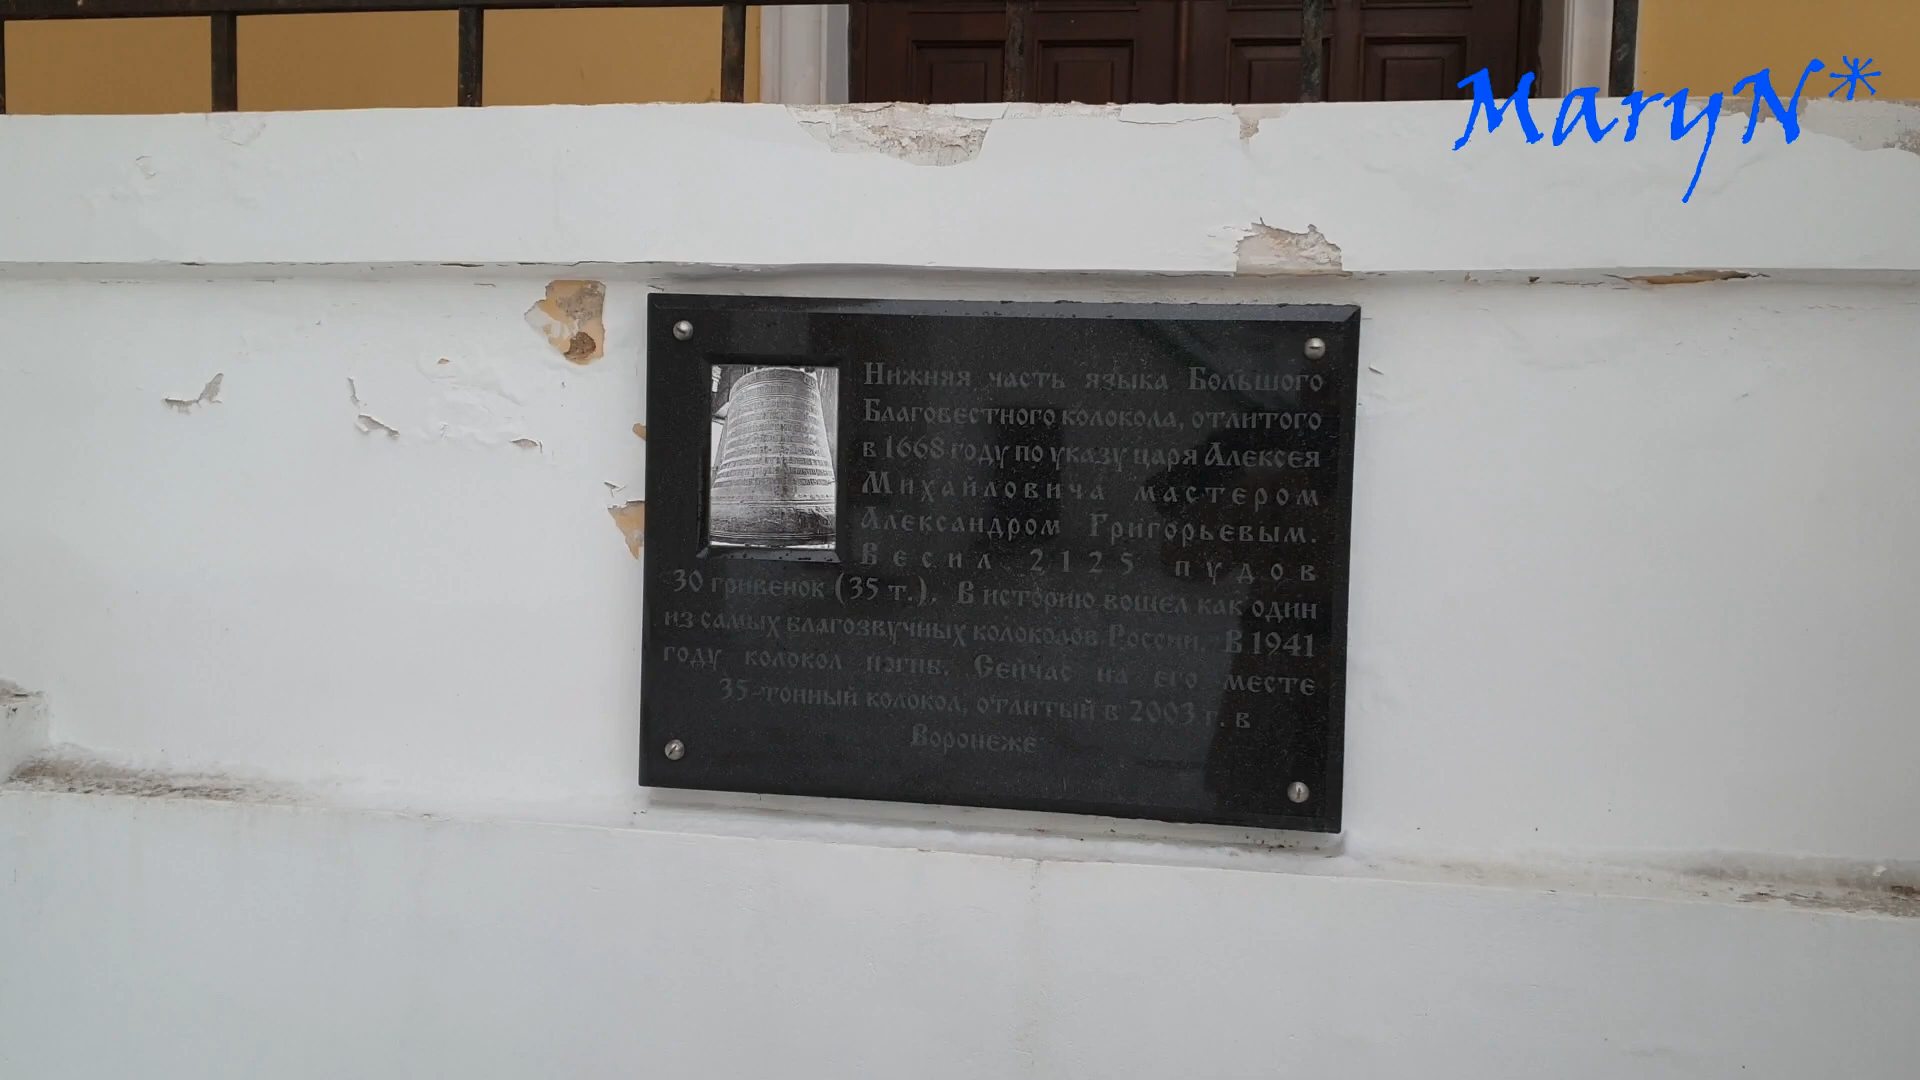 MaryN*
Нижняя часть языка Большого
Благовестного колокола, отлитого
в 1668 году по указу царя Алексея
Михайловича мастером
Александром Григорьевым.
Весил 2125 пудов
30 гривенок (35 т.). В историю вошел как один
из самых благозвучных колоколов России. В 1941
году колокол погиб. Сейчас на его месте
35-тонный колокол, отлитый в 2003 г. в
Воронеже